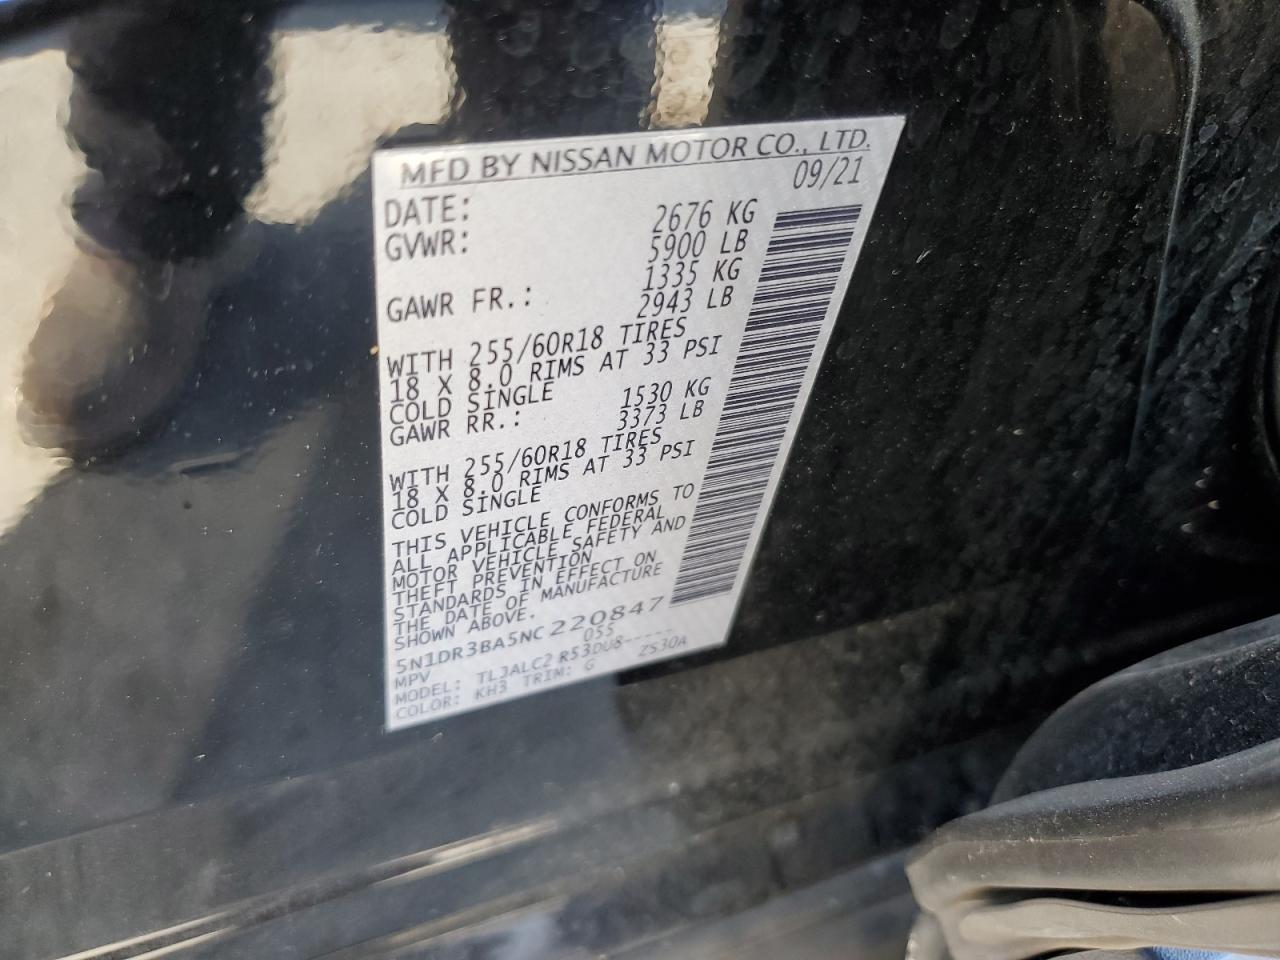 MFD BY NISSAN MOTOR CO., LTD.
DATE: 09/21
GVWR: 2676 KG
5900 LB
GAWR FR.: 1335 KG
2943 LB
WITH 255/60R18 TIRES
18 X 8.0 RIMS AT 33 PSI
COLD SINGLE
GAWR RR.: 1530 KG
3373 LB
WITH 255/60R18 TIRES
18 X 8.0 RIMS AT 33 PSI
COLD SINGLE
THIS VEHICLE CONFORMS TO
ALL APPLICABLE FEDERAL
MOTOR VEHICLE SAFETY AND
THEFT PREVENTION
STANDARDS IN EFFECT ON
THE DATE OF MANUFACTURE
SHOWN ABOVE.
5N1DR3BA5NC220847
MPV 055
MODEL: TLJALC2 R53DU8------
COLOR: KH3 TRIM: G ZS30A